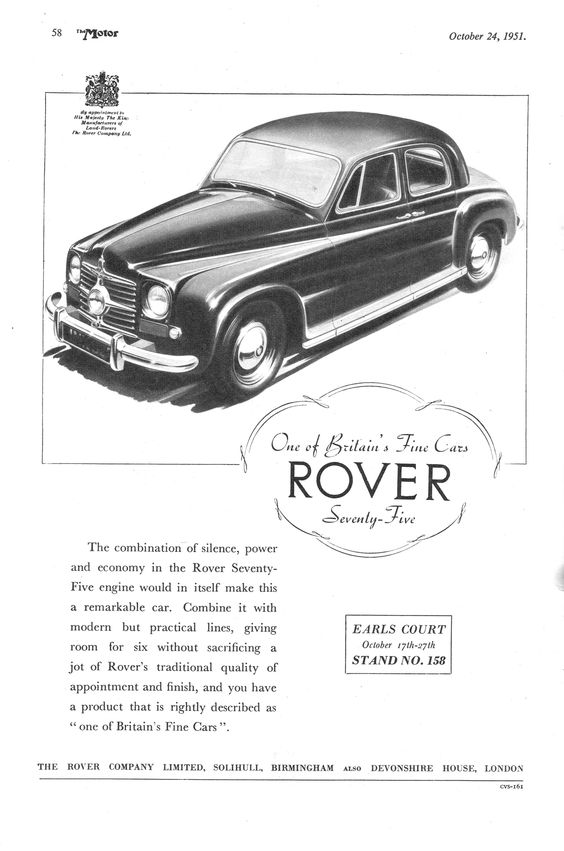 58 The Motor
October 24, 1951.
By appointment to
His Majesty The King
Manufacturers of
Land-Rovers
The Rover Company Ltd.
One of Britain's Fine Cars
ROVER
Seventy-Five
The combination of silence, power
and economy in the Rover Seventy-
Five engine would in itself make this
a remarkable car. Combine it with
modern but practical lines, giving
room for six without sacrificing a
jot of Rover's traditional quality of
appointment and finish, and you have
a product that is rightly described as
“ one of Britain's Fine Cars ”.
EARLS COURT
October 17th-27th
STAND NO. 158
THE ROVER COMPANY LIMITED, SOLIHULL, BIRMINGHAM ALSO DEVONSHIRE HOUSE, LONDON
CVS-161